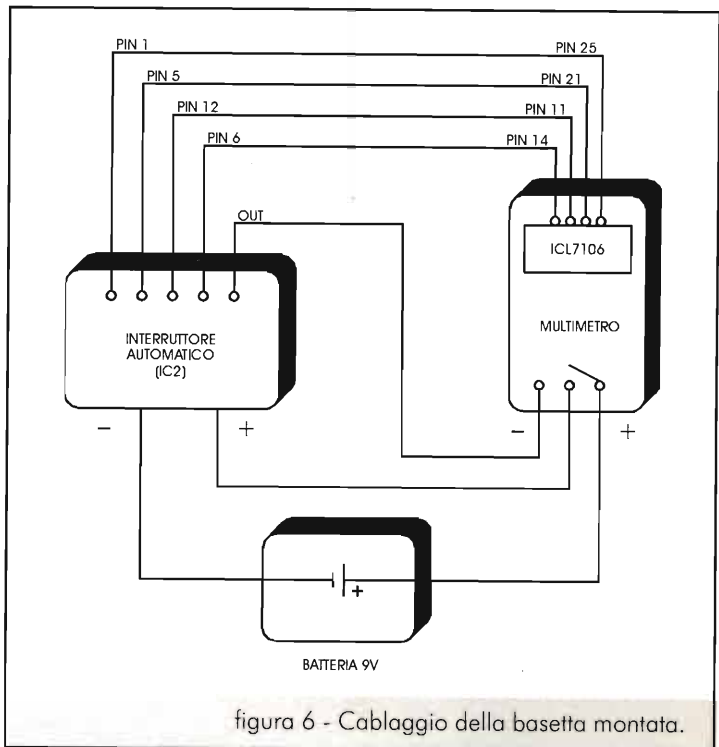 PIN 1
PIN 25
PIN 5
PIN 21
PIN 12
PIN 11
PIN 6
PIN 14
OUT
ICL7106
INTERRUTTORE
AUTOMATICO
(IC2)
MULTIMETRO
- +
- +
+
BATTERIA 9V
figura 6 - Cablaggio della basetta montata.